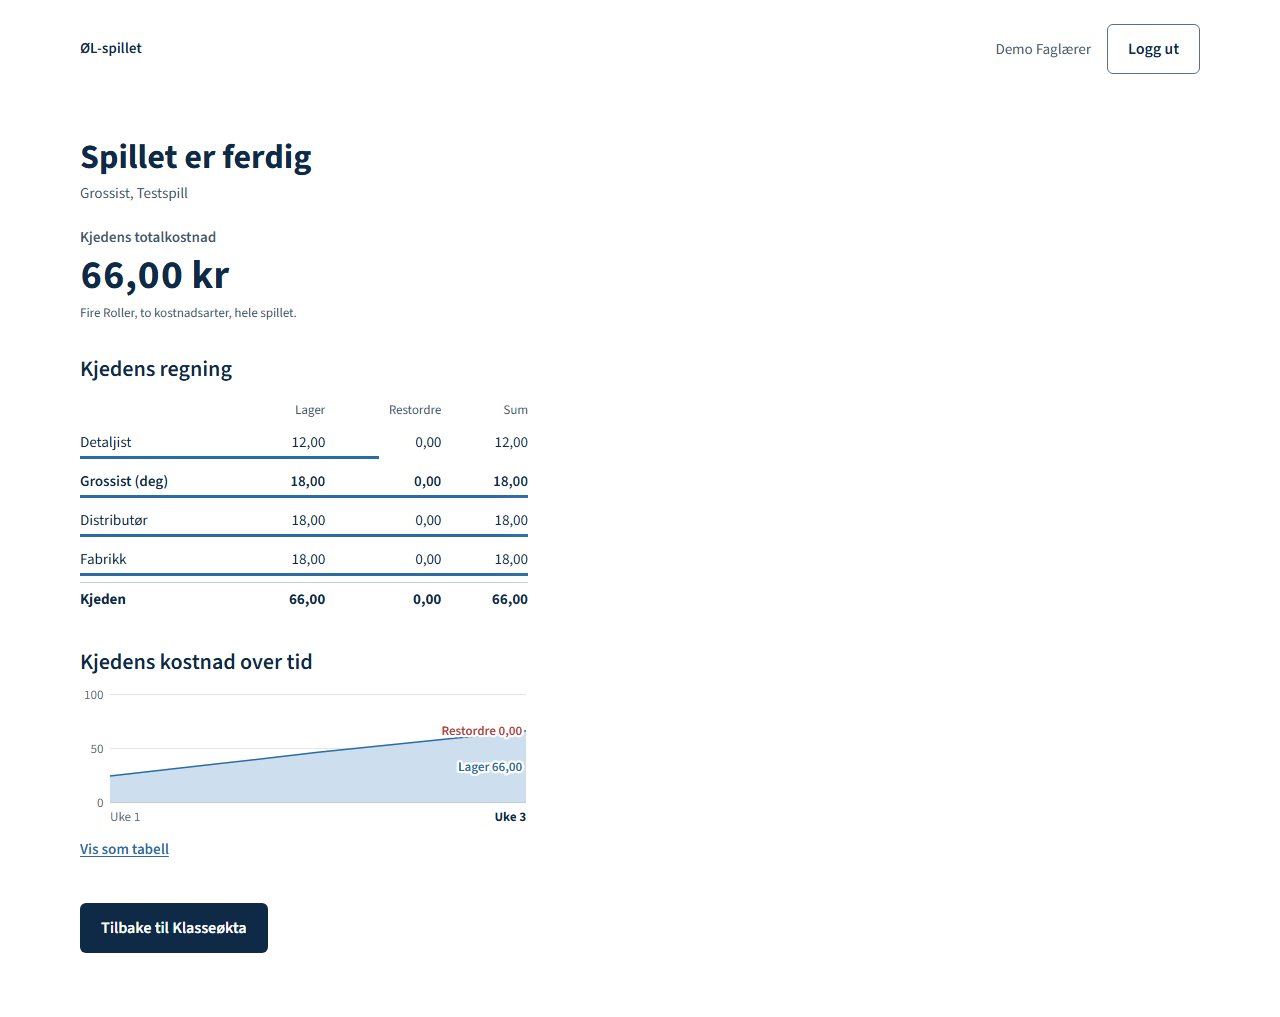 ØL-spillet
Demo Faglærer
Logg ut
Spillet er ferdig
Grossist, Testspill
Kjedens totalkostnad
66,00 kr
Fire Roller, to kostnadsarter, hele spillet.
Kjedens regning
Lager Restordre Sum
Detaljist 12,00 0,00 12,00
Grossist (deg) 18,00 0,00 18,00
Distributør 18,00 0,00 18,00
Fabrikk 18,00 0,00 18,00
Kjeden 66,00 0,00 66,00
Kjedens kostnad over tid
100
Restordre 0,00
50
Lager 66,00
0
Uke 1 Uke 3
Vis som tabell
Tilbake til Klasseøkta